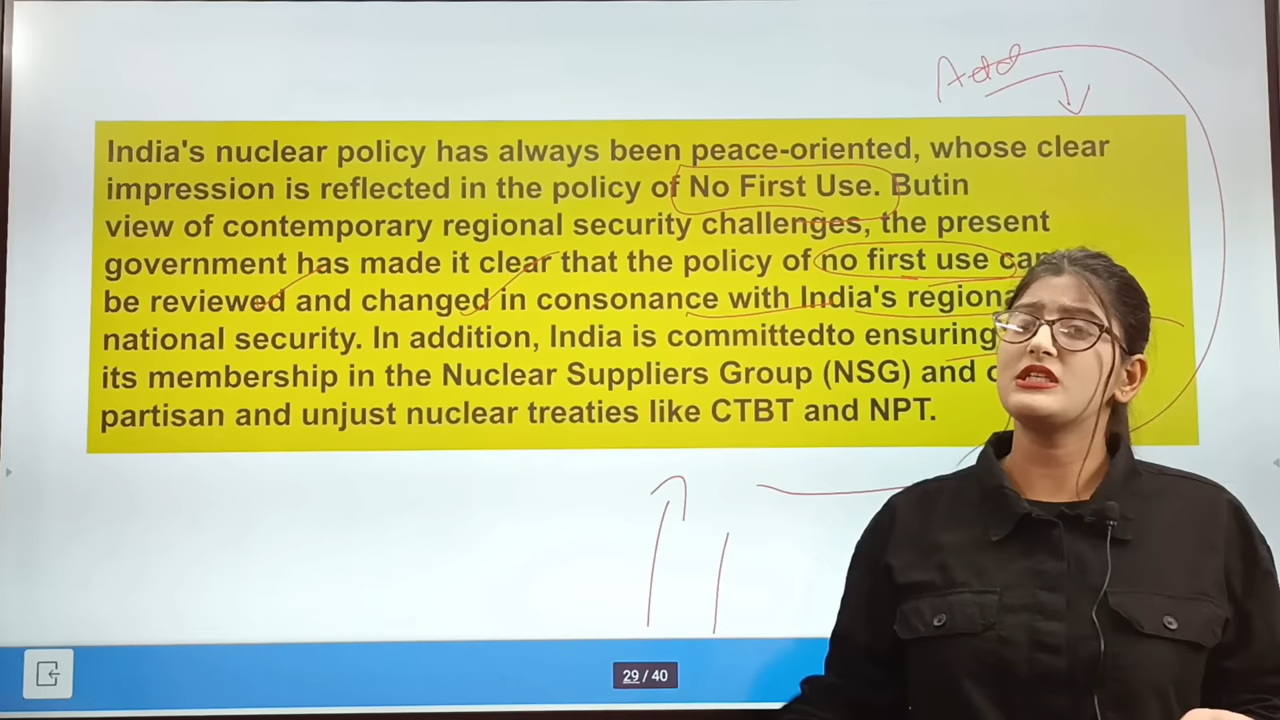 Add
India's nuclear policy has always been peace-oriented, whose clear
impression is reflected in the policy of No First Use. Butin
view of contemporary regional security challenges, the present
government has made it clear that the policy of no first use
be reviewed and changed in consonance with India's
national security. In addition, India is committedto ensuring
its membership in the Nuclear Suppliers Group (NSG) and
partisan and unjust nuclear treaties like CTBT and NPT.
29 / 40